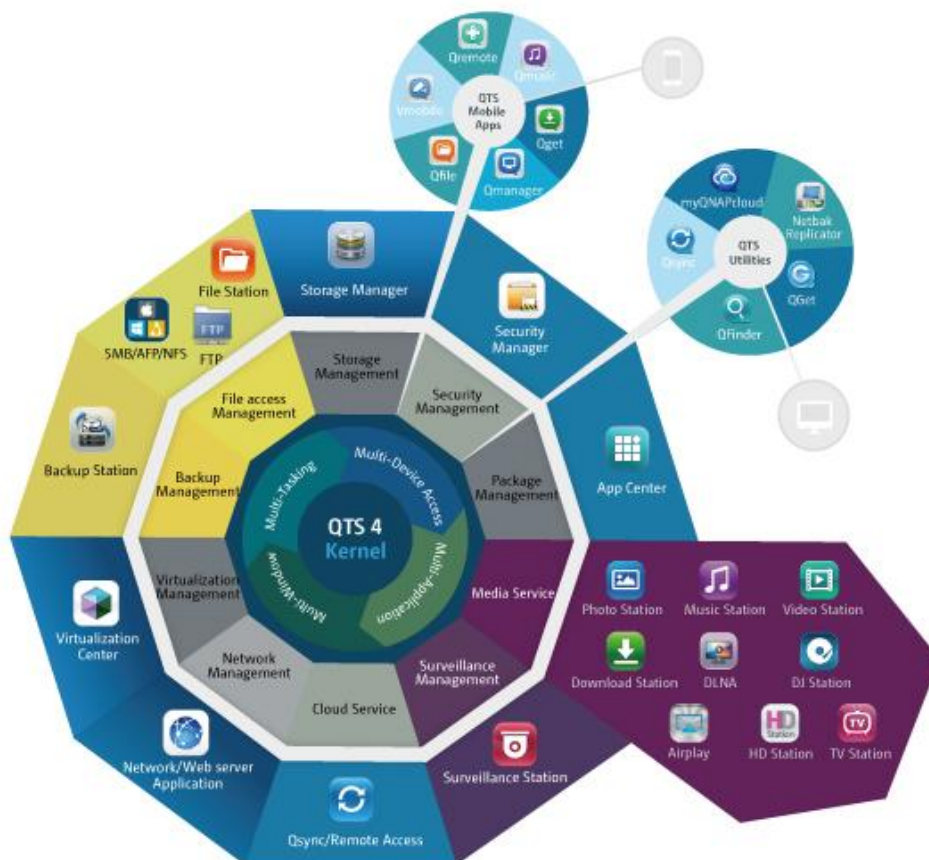 Qremote
Qmusic
Vmobile
QTS
Mobile
Apps
Qget
Qfile
Qmanager
myQNAPcloud
Netbak
Replicator
Qsync
QTS
Utilities
QGet
QFinder
File Station
Storage Manager
SMB/AFP/NFS
FTP
FTP
Security
Manager
Storage
Management
File access
Management
Security
Management
Backup Station
Backup
Management
Multi-Tasking
Multi-Device Access
Package
Management
App Center
QTS 4
Kernel
Multi-Window
Multi-Application
Virtualization
Management
Media Service
Virtualization
Center
Network
Management
Surveillance
Management
Cloud Service
Network/Web server
Application
Surveillance Station
Qsync/Remote Access
Photo Station
Music Station
Video Station
Download Station
DLNA
DJ Station
Airplay
HD
Station
HD Station
TV
TV Station